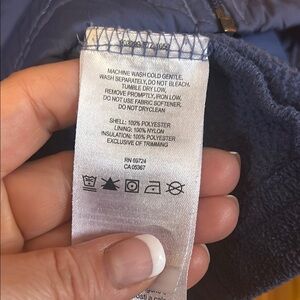 MACHINE WASH COLD GENTLE.
WASH SEPARATELY, DO NOT BLEACH.
TUMBLE DRY LOW,
REMOVE PROMPTLY, IRON LOW,
DO NOT USE FABRIC SOFTENER,
DO NOT DRYCLEAN
SHELL: 100% POLYESTER
LINING: 100% NYLON
INSULATION: 100% POLYESTER
EXCLUSIVE OF TRIMMING
RN 69724
CA 05367